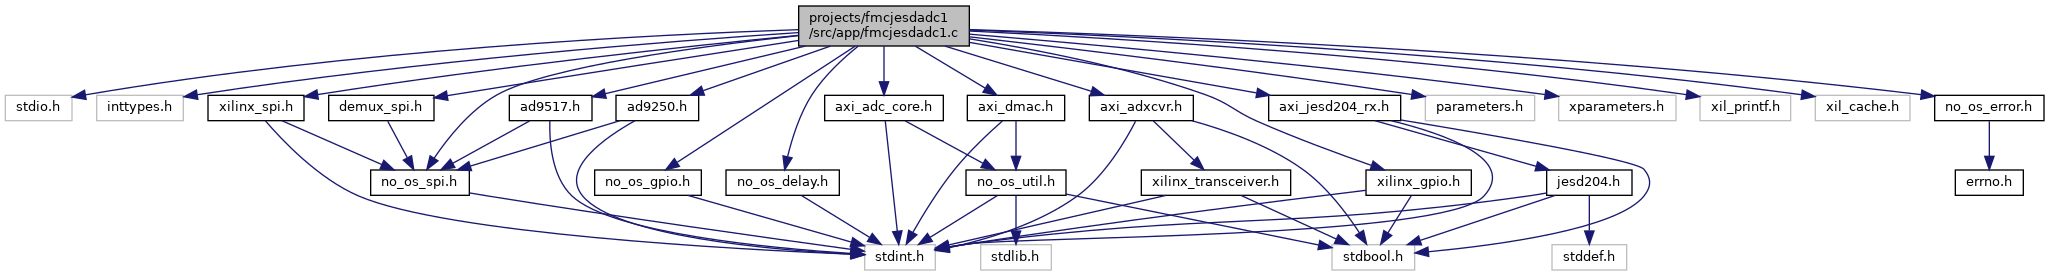 projects/fmcjesdadc1
/src/app/fmcjesdadc1.c
stdio.h
inttypes.h
xilinx_spi.h
demux_spi.h
ad9517.h
ad9250.h
axi_adc_core.h
axi_dmac.h
axi_adxcvr.h
axi_jesd204_rx.h
parameters.h
xparameters.h
xil_printf.h
xil_cache.h
no_os_error.h
no_os_spi.h
no_os_gpio.h
no_os_delay.h
no_os_util.h
xilinx_transceiver.h
xilinx_gpio.h
jesd204.h
errno.h
stdint.h
stdlib.h
stdbool.h
stddef.h